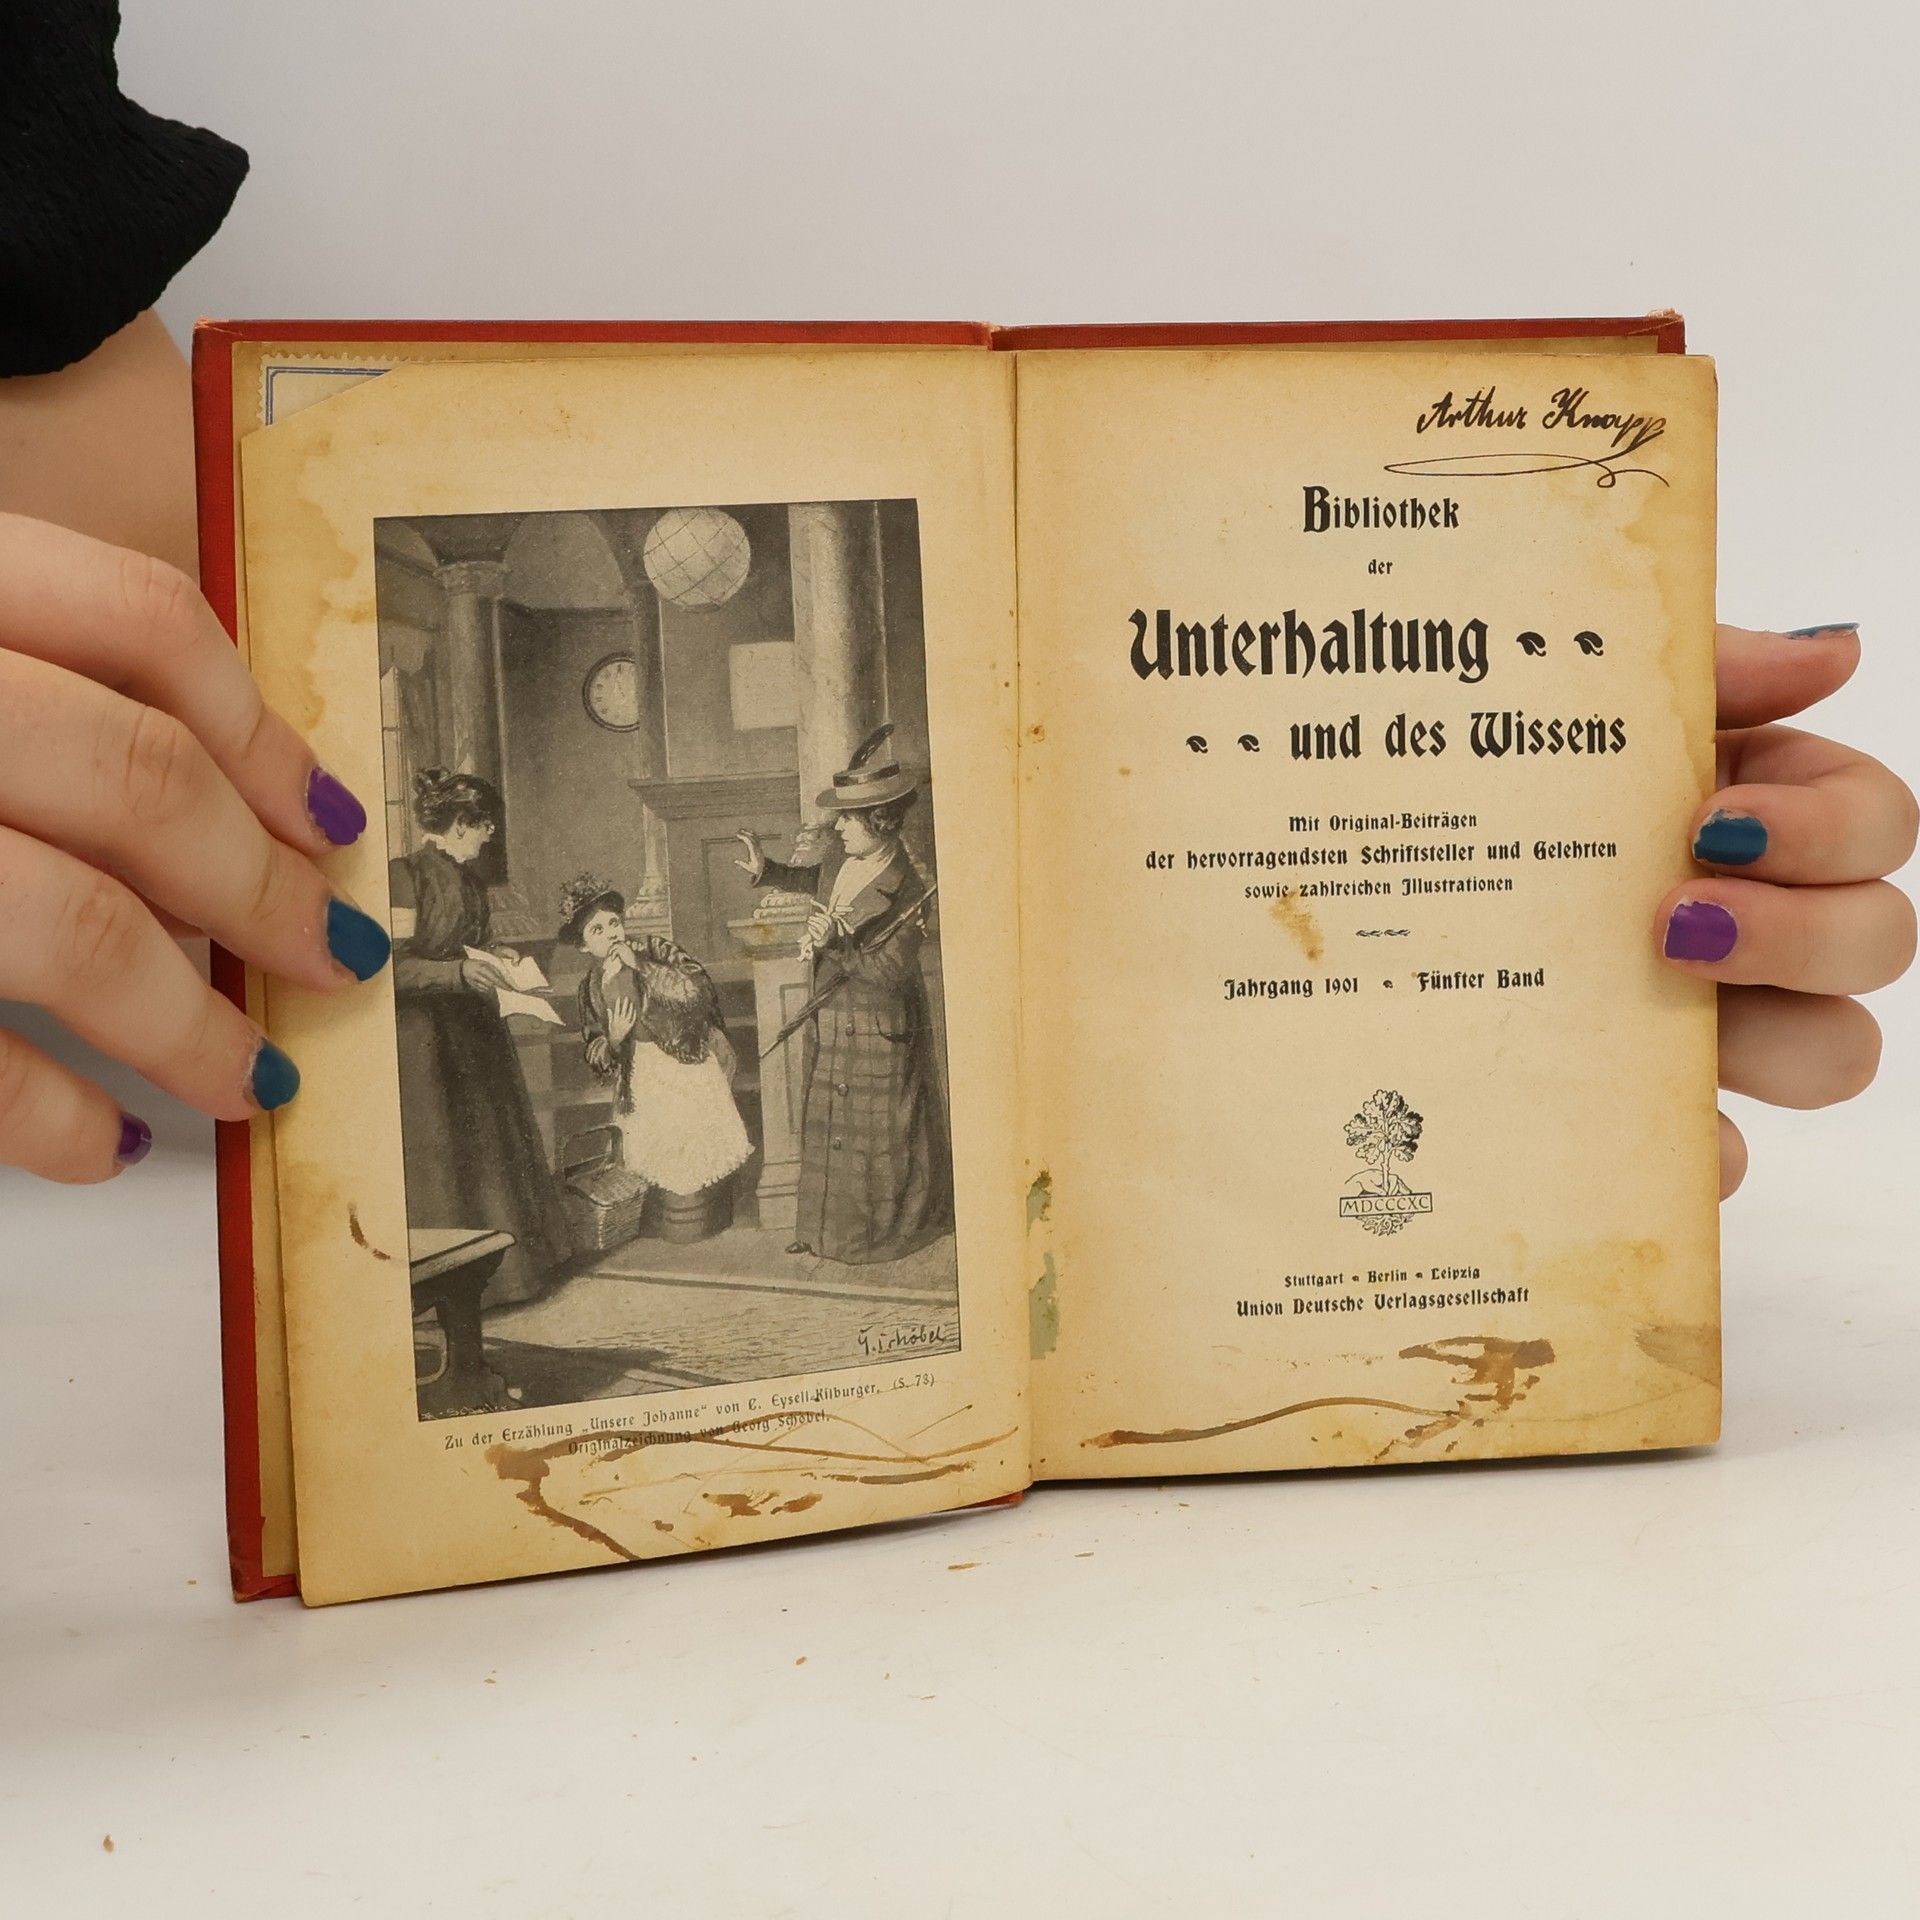 G. Schöbel
Zu der Erzählung „Unsere Johanne“ von C. Eysell-Kilburger. (S. 73)
Originalzeichnung von Georg Schöbel.
Arthur Knapp
Bibliothek
der
Unterhaltung
und des Wissens
Mit Original-Beiträgen
der hervorragendsten Schriftsteller und Gelehrten
sowie zahlreichen Illustrationen
Jahrgang 1901 Fünfter Band
MDCCCXC
Stuttgart Berlin Leipzig
Union Deutsche Verlagsgesellschaft